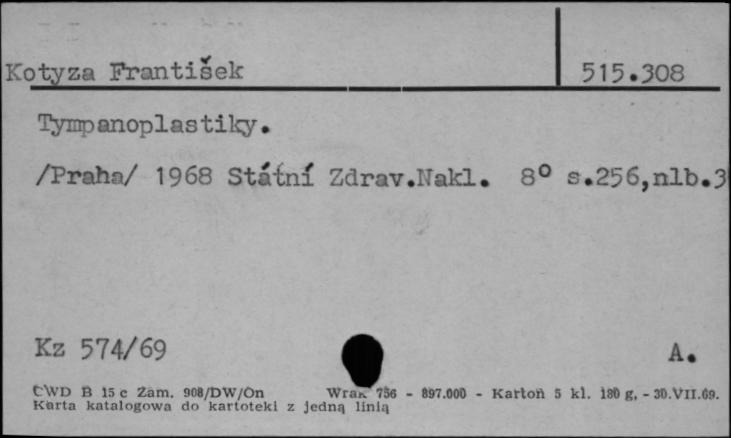 Kotyza František 515.308
Tympanoplastiky.
/Praha/ 1968 Státní Zdrav.Nakl. 8° s.256,nlb.3
Kz 574/69 A.
CWD B 15 c Zam. 908/DW/On Wrak 756 - 897.000 - Karton 5 kl. 180 g, - 30.VII.69.
Karta katalogowa do kartoteki z jedną linią